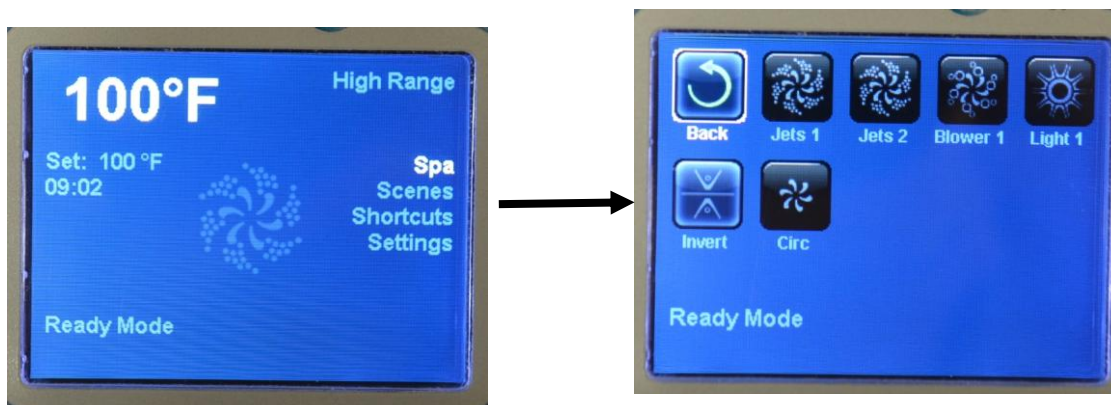 100°F
High Range
Set: 100 °F
09:02
Spa
Scenes
Shortcuts
Settings
Ready Mode
Back Jets 1 Jets 2 Blower 1 Light 1
Invert Circ
Ready Mode